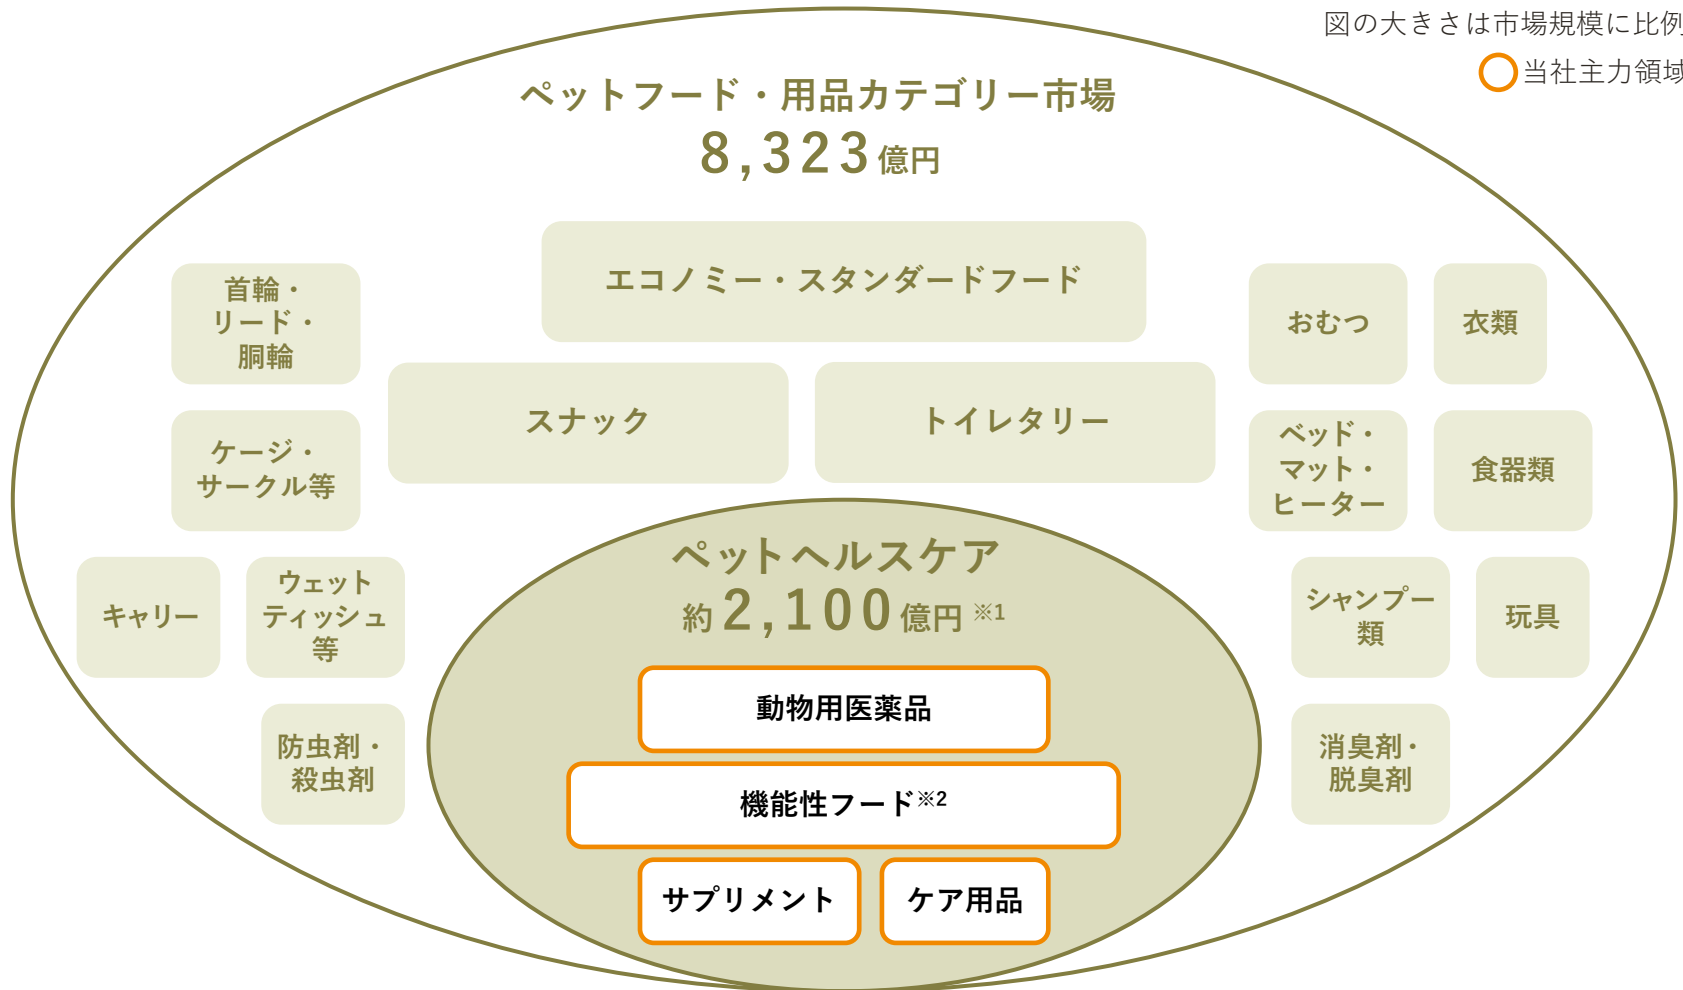 図の大きさは市場規模に比例
当社主力領域
ペットフード・用品カテゴリー市場
8,323億円
エコノミー・スタンダードフード
首輪・
リード・
胴輪
おむつ
衣類
スナック
トイレタリー
ケージ・
サークル等
ベッド・
マット・
ヒーター
食器類
ペットヘルスケア
約2,100億円※1
キャリー
ウェット
ティッシュ
等
シャンプー
類
玩具
動物用医薬品
防虫剤・
殺虫剤
消臭剤・
脱臭剤
機能性フード※2
サプリメント
ケア用品